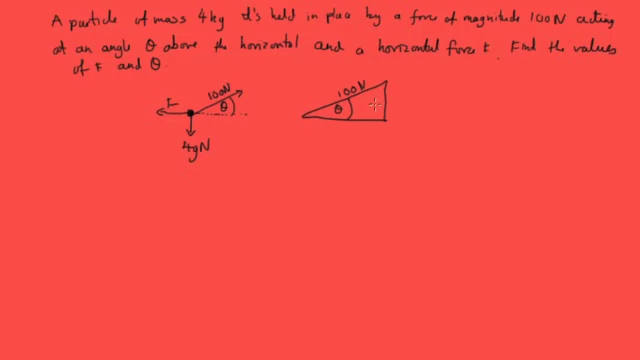 A particle of mass 4kg is held in place by a force of magnitude 100N acting
at an angle θ above the horizontal and a horizontal force F. Find the values
of F and θ.
F 100N θ
4gN
100N θ